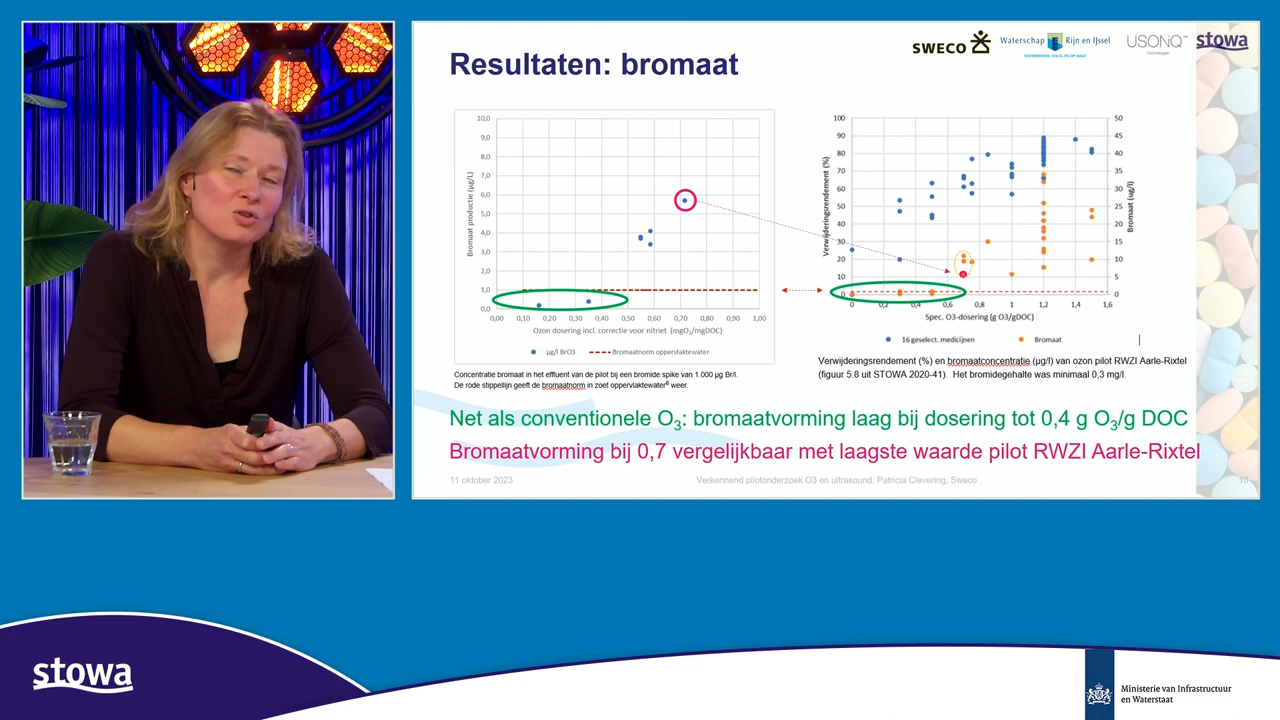 Resultaten: bromaat
SWECO
Waterschap Rijn en IJssel
USONQ™
Technologies
stowa
10,0
9,0
8,0
7,0
6,0
5,0
4,0
3,0
2,0
1,0
0,0
Bromaat productie (µg/L)
0,00 0,10 0,20 0,30 0,40 0,50 0,60 0,70 0,80 0,90 1,00
Ozon dosering incl. correctie voor nitriet (mgO₃/mgDOC)
µg/l BrO3 Bromaatnorm oppervlaktewater
Concentratie bromaat in het effluent van de pilot bij een bromide spike van 1.000 µg Br/l.
De rode stippellijn geeft de bromaatnorm in zoet oppervlaktewater⁶ weer.
100
90
80
70
60
50
40
30
20
10
0
Verwijderingsrendement (%)
50
45
40
35
30
25
20
15
10
5
0
Bromaat (ug/l)
0 0,2 0,4 0,6 0,8 1 1,2 1,4 1,6
Spec. O3-dosering (g O3/gDOC)
16 geselect. medicijnen Bromaat
Verwijderingsrendement (%) en bromaatconcentratie (µg/l) van ozon pilot RWZI Aarle-Rixtel
(figuur 5.8 uit STOWA 2020-41). Het bromidegehalte was minimaal 0,3 mg/l.
Net als conventionele O₃: bromaatvorming laag bij dosering tot 0,4 g O₃/g DOC
Bromaatvorming bij 0,7 vergelijkbaar met laagste waarde pilot RWZI Aarle-Rixtel
11 oktober 2023
Verkennend pilotonderzoek O3 en ultrasound, Patricia Clevering, Sweco
10
stowa
Ministerie van Infrastructuur
en Waterstaat